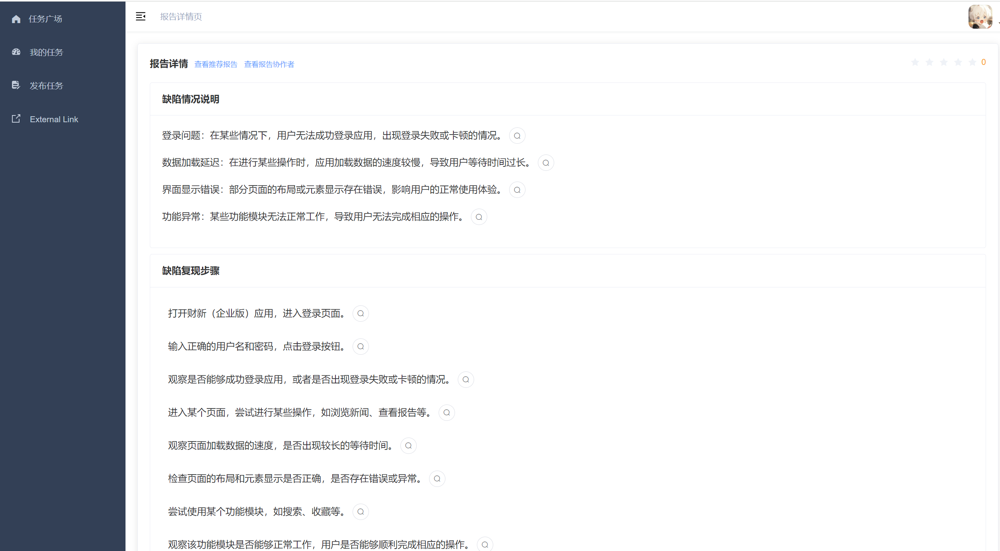 任务广场
我的任务
发布任务
External Link
报告详情页
报告详情 查看推荐报告 查看报告协作者
0
缺陷情况说明
登录问题：在某些情况下，用户无法成功登录应用，出现登录失败或卡顿的情况。
数据加载延迟：在进行某些操作时，应用加载数据的速度较慢，导致用户等待时间过长。
界面显示错误：部分页面的布局或元素显示存在错误，影响用户的正常使用体验。
功能异常：某些功能模块无法正常工作，导致用户无法完成相应的操作。
缺陷复现步骤
打开财新（企业版）应用，进入登录页面。
输入正确的用户名和密码，点击登录按钮。
观察是否能够成功登录应用，或者是否出现登录失败或卡顿的情况。
进入某个页面，尝试进行某些操作，如浏览新闻、查看报告等。
观察页面加载数据的速度，是否出现较长的等待时间。
检查页面的布局和元素显示是否正确，是否存在错误或异常。
尝试使用某个功能模块，如搜索、收藏等。
观察该功能模块是否能够正常工作，用户是否能够顺利完成相应的操作。